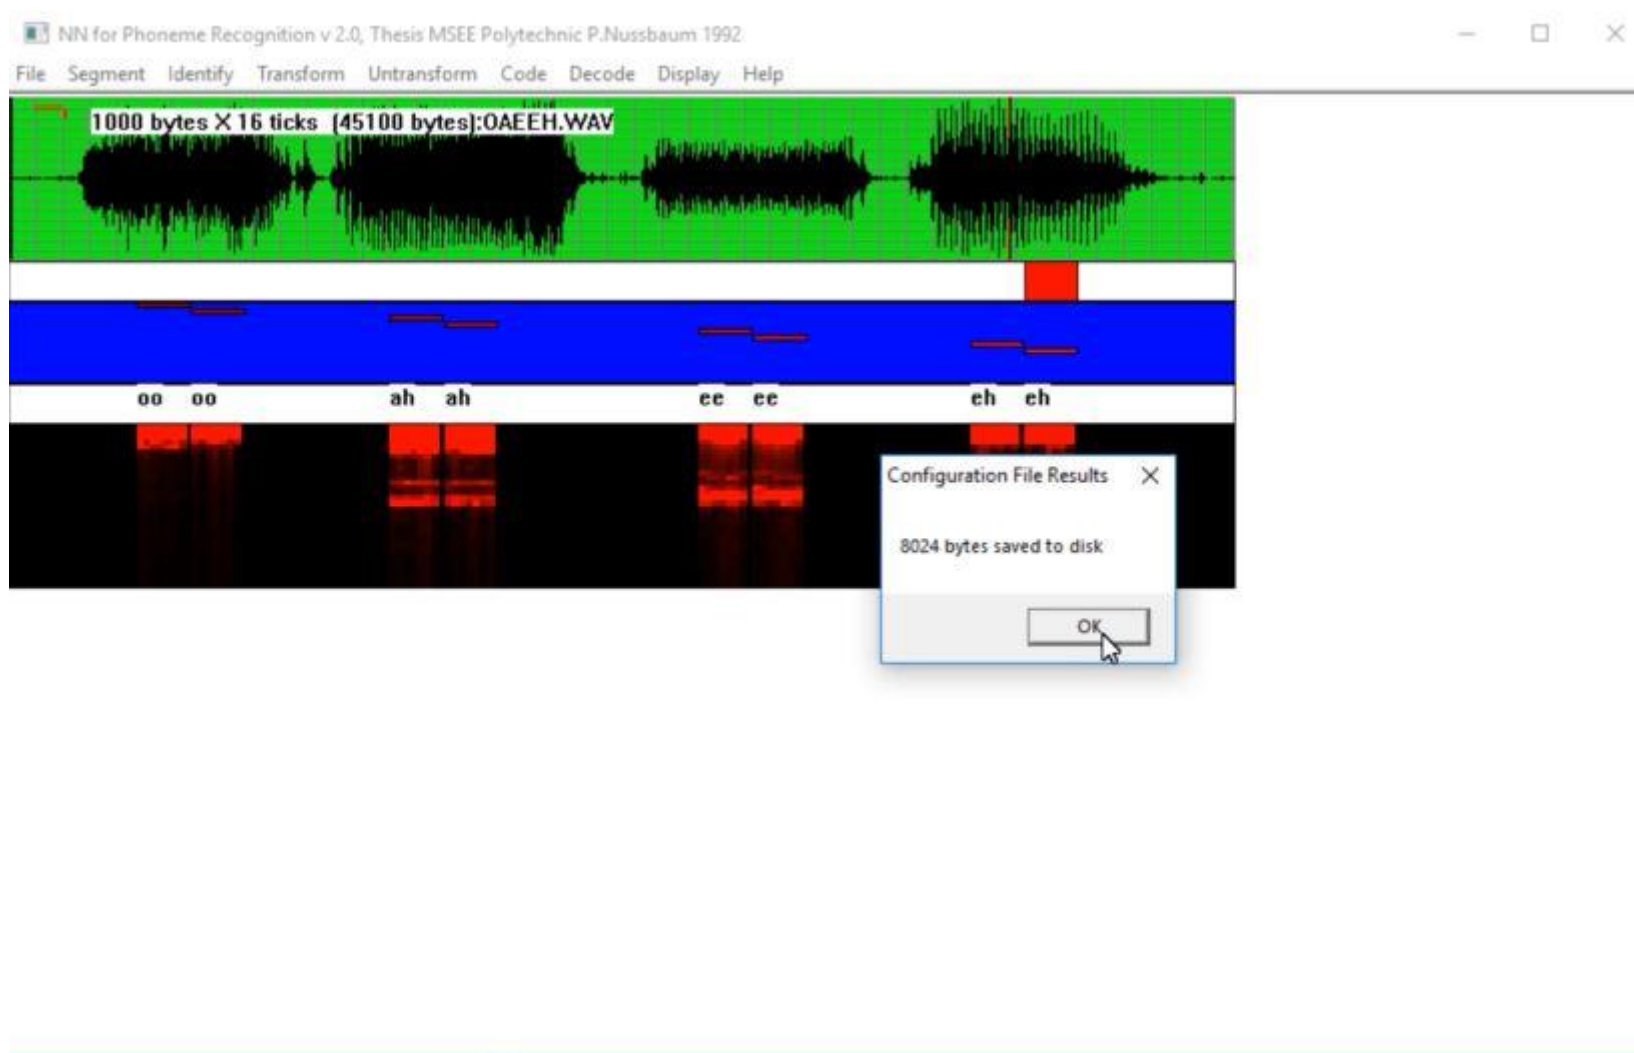 NN for Phoneme Recognition v 2.0, Thesis MSEE Polytechnic P.Nussbaum 1992
File Segment Identify Transform Untransform Code Decode Display Help
1000 bytes X 16 ticks (45100 bytes):OAEEH.WAV
oo oo ah ah ee ee eh eh
Configuration File Results
8024 bytes saved to disk
OK